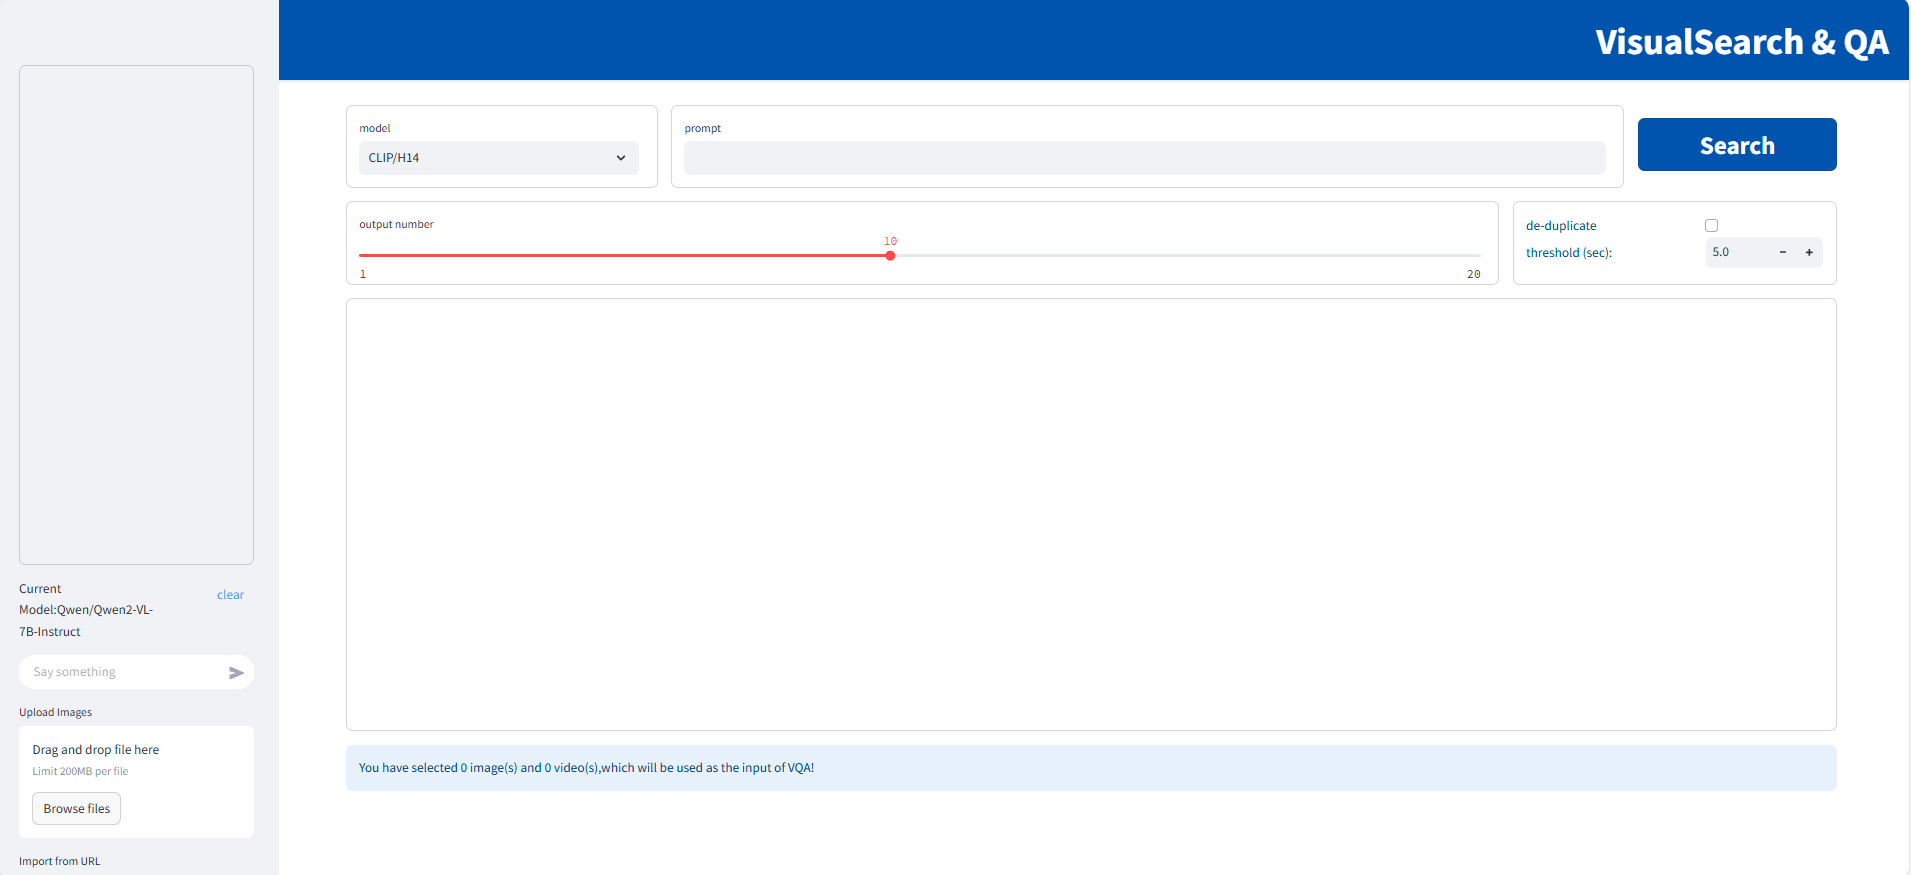 VisualSearch & QA
model
CLIP/H14
prompt
Search
output number
10
1
20
de-duplicate
threshold (sec):
5.0
-
+
Current
Model:Qwen/Qwen2-VL-
7B-Instruct
clear
Say something
Upload Images
Drag and drop file here
Limit 200MB per file
Browse files
Import from URL
You have selected 0 image(s) and 0 video(s),which will be used as the input of VQA!